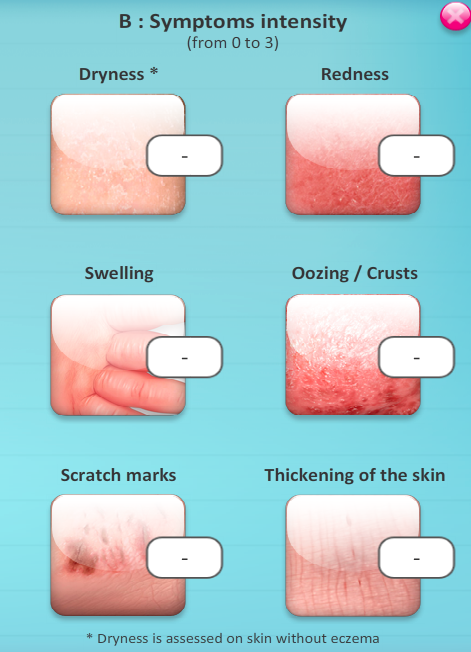 B : Symptoms intensity
(from 0 to 3)
Dryness *
Redness
-
-
Swelling
Oozing / Crusts
-
-
Scratch marks
Thickening of the skin
-
-
* Dryness is assessed on skin without eczema